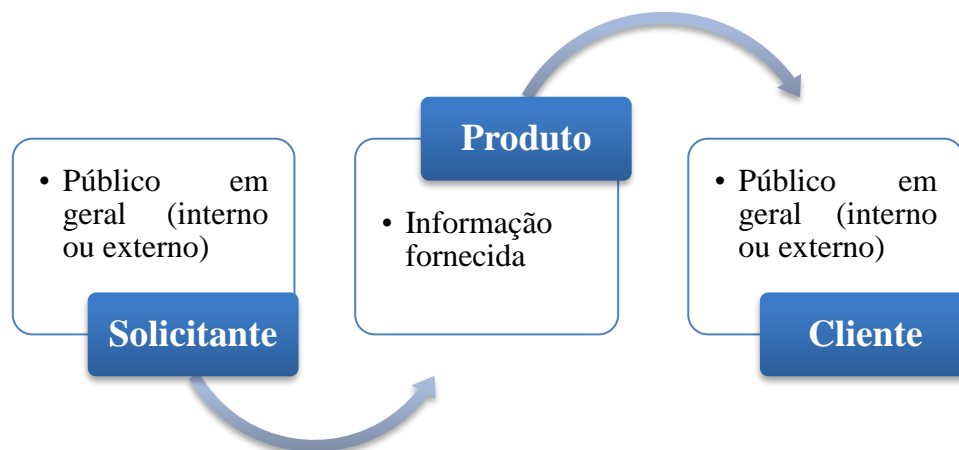 • Público em
geral (interno
ou externo)
Solicitante
Produto
• Informação
fornecida
• Público em
geral (interno
ou externo)
Cliente